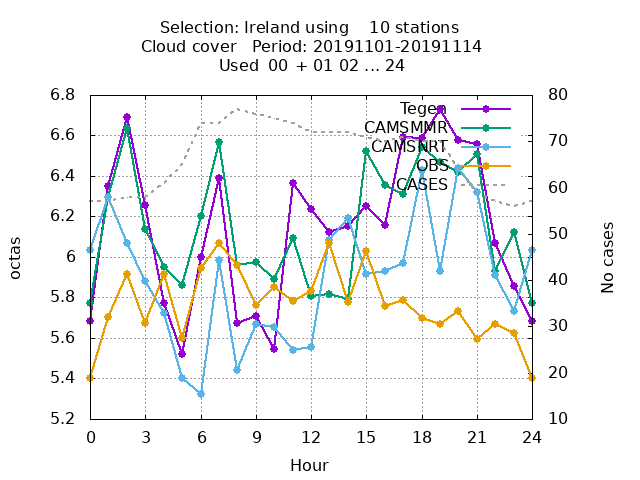 Selection: Ireland using    10 stations
Cloud cover   Period: 20191101-20191114
Used  00  + 01 02 ... 24
6.8
6.6
6.4
6.2
6
5.8
5.6
5.4
5.2
octas
80
70
60
50
40
30
20
10
No cases
Tegen
CAMSMMR
CAMSNRT
OBS
CASES
0 3 6 9 12 15 18 21 24
Hour